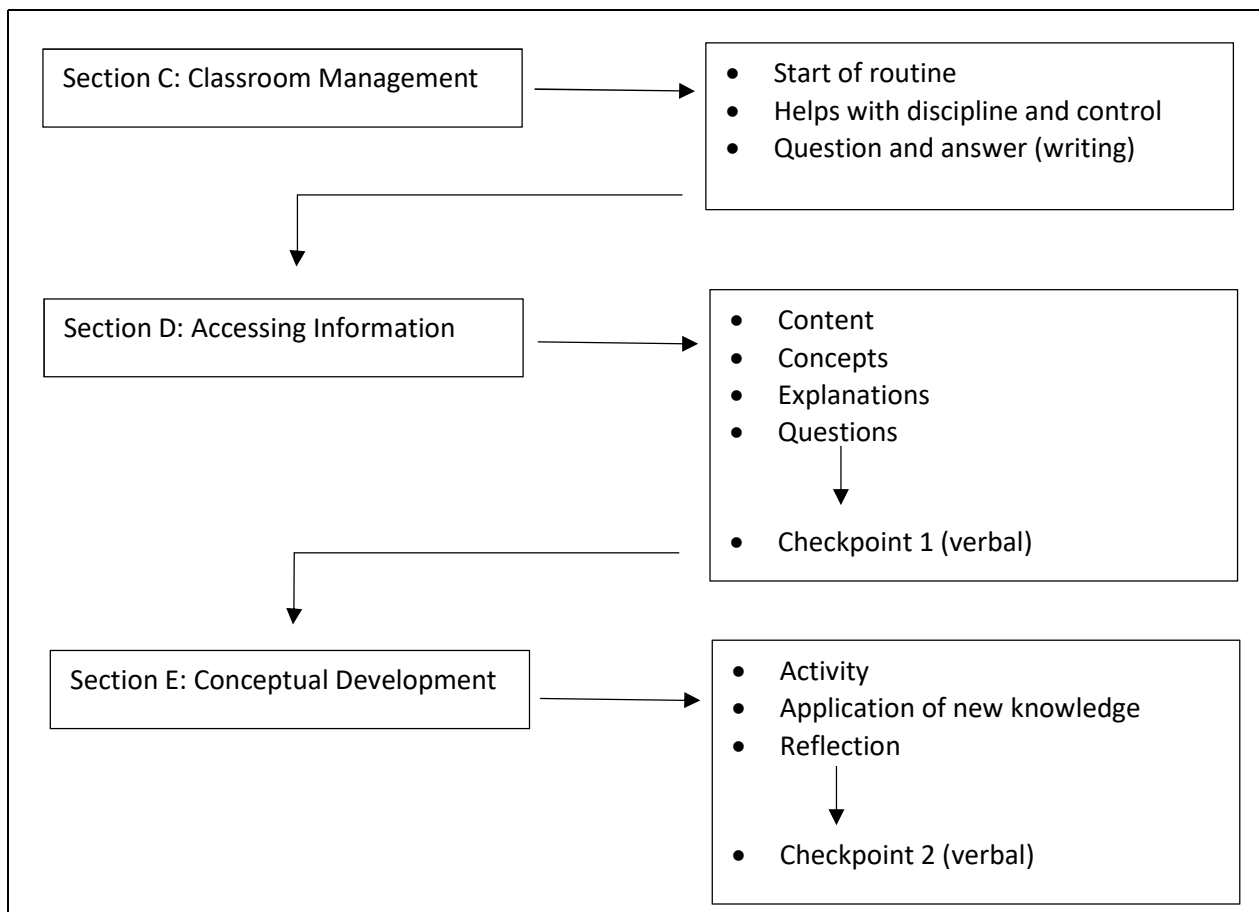 Section C: Classroom Management
• Start of routine
• Helps with discipline and control
• Question and answer (writing)
Section D: Accessing Information
• Content
• Concepts
• Explanations
• Questions
• Checkpoint 1 (verbal)
Section E: Conceptual Development
• Activity
• Application of new knowledge
• Reflection
• Checkpoint 2 (verbal)